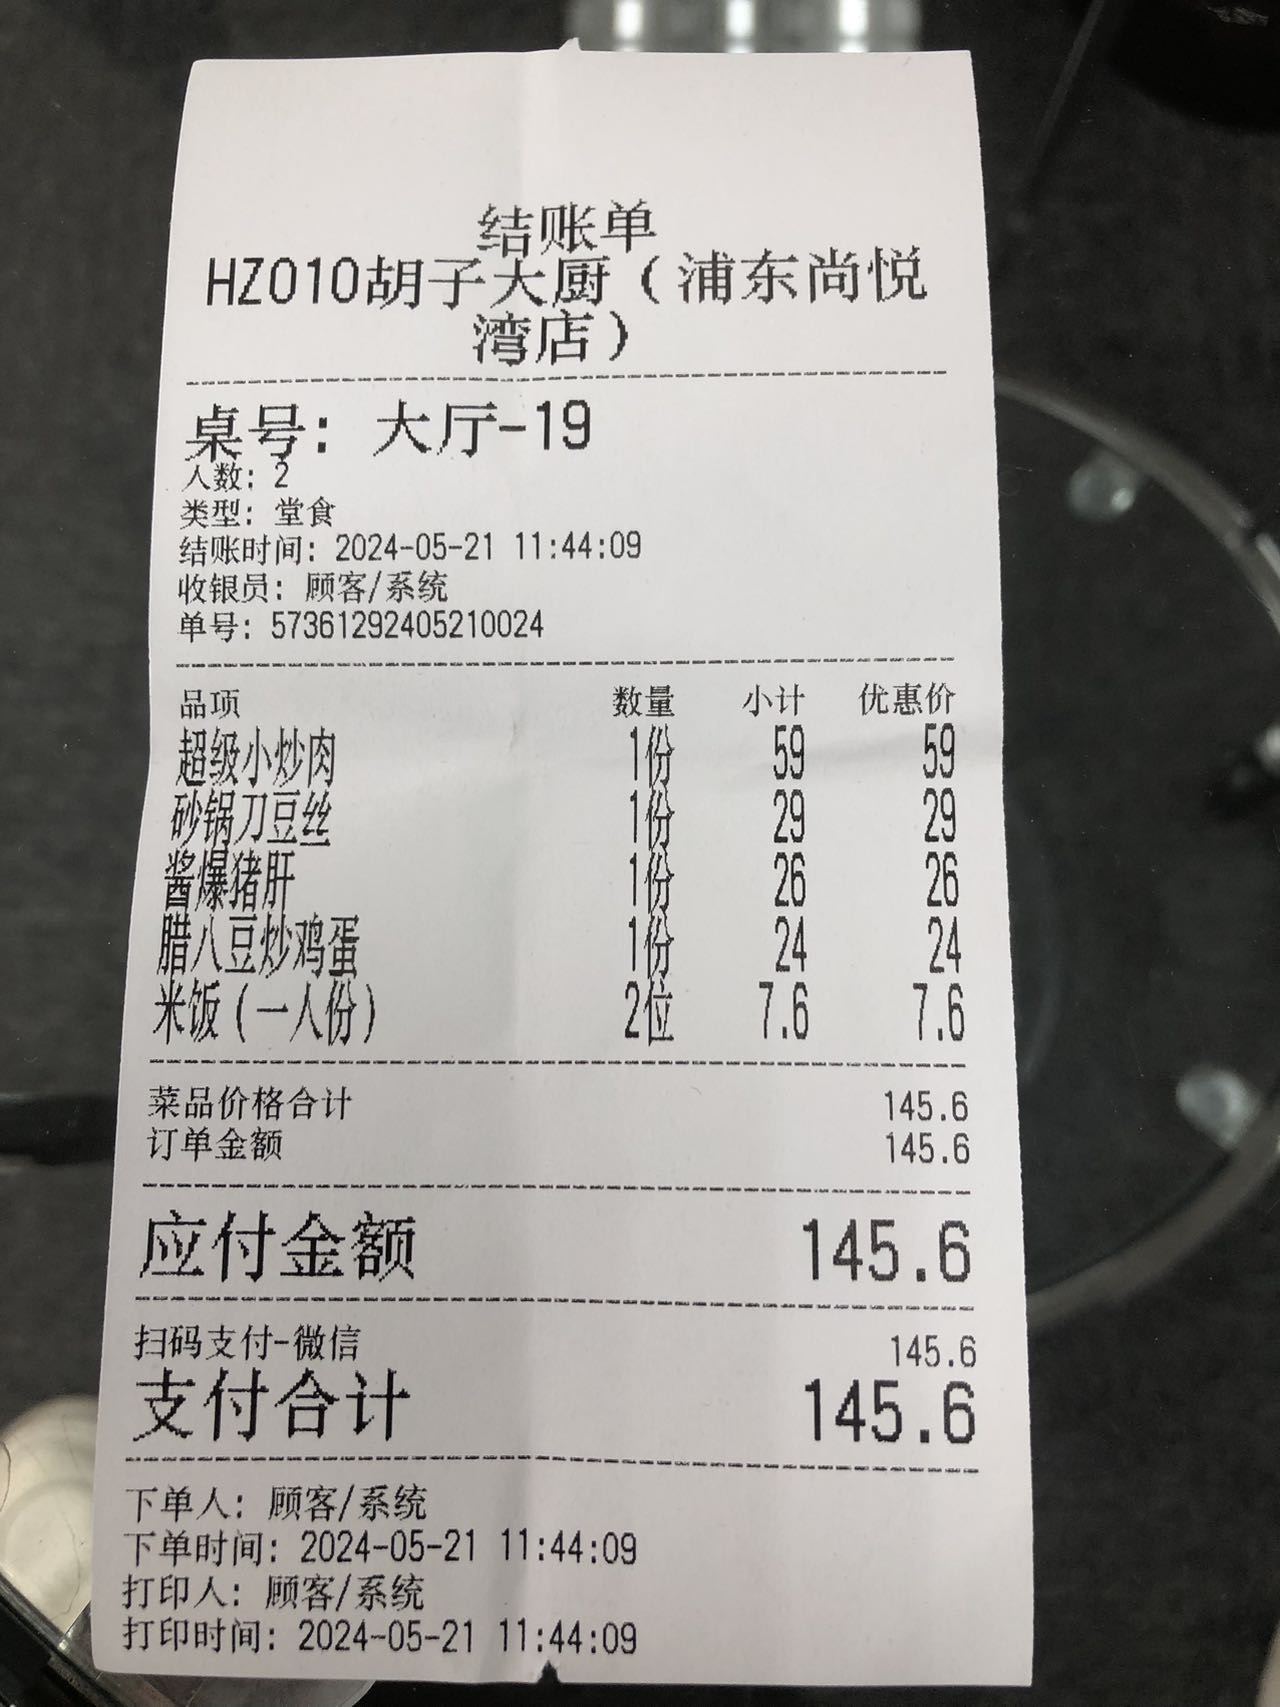 结账单
HZ010胡子大厨（浦东尚悦
湾店）
桌号：大厅-19
人数：2
类型：堂食
结账时间：2024-05-21 11:44:09
收银员：顾客/系统
单号：57361292405210024
品项 数量 小计 优惠价
超级小炒肉 1份 59 59
砂锅刀豆丝 1份 29 29
酱爆猪肝 1份 26 26
腊八豆炒鸡蛋 1份 24 24
米饭（一人份） 2位 7.6 7.6
菜品价格合计 145.6
订单金额 145.6
应付金额 145.6
扫码支付-微信 145.6
支付合计 145.6
下单人：顾客/系统
下单时间：2024-05-21 11:44:09
打印人：顾客/系统
打印时间：2024-05-21 11:44:09